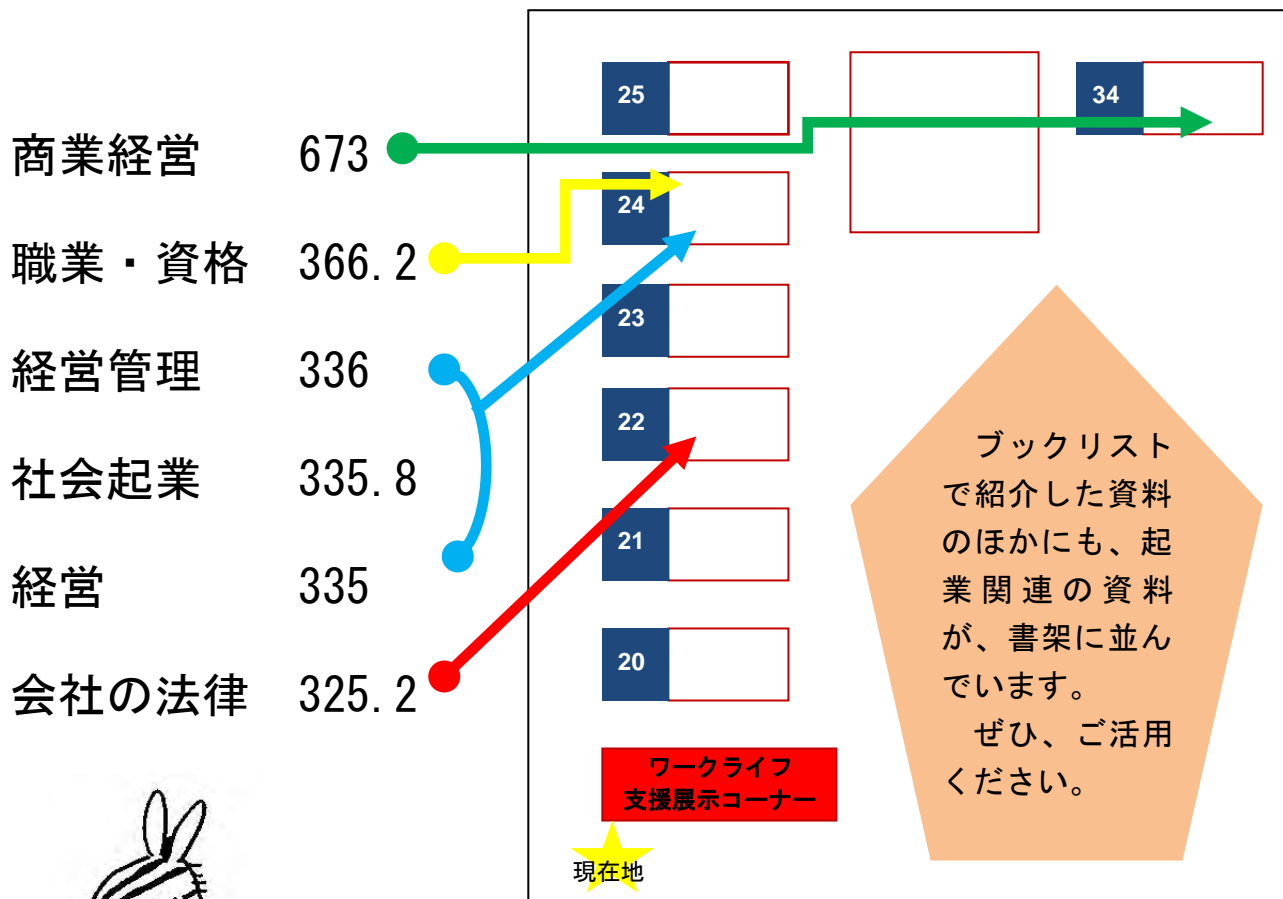 商業経営 673
職業・資格 366.2
経営管理 336
社会起業 335.8
経営 335
会社の法律 325.2
25
24
23
22
21
20
34
ワークライフ
支援展示コーナー
現在地
ブックリスト
で紹介した資料
のほかにも、起
業関連の資料
が、書架に並ん
でいます。
ぜひ、ご活用
ください。